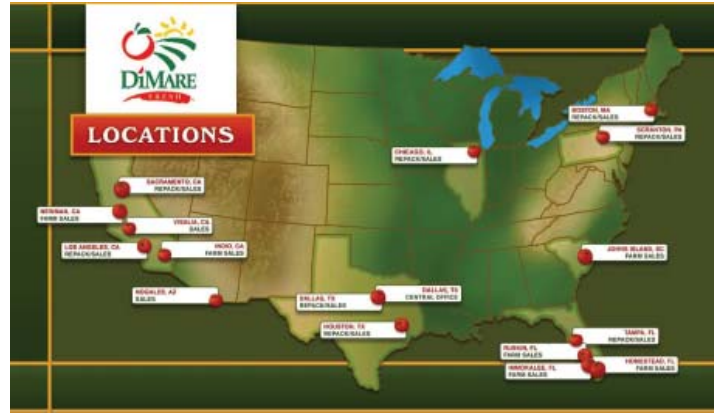 DiMARE
FRESH
LOCATIONS
BOSTON, MA
REPACK/SALES
SCRANTON, PA
REPACK/SALES
CHICAGO, IL
REPACK/SALES
SACRAMENTO, CA
REPACK/SALES
NEWMAN, CA
FARM SALES
VISALIA, CA
SALES
LOS ANGELES, CA
REPACK/SALES
INDIO, CA
FARM SALES
JOHNS ISLAND, SC
FARM SALES
NOGALES, AZ
SALES
DALLAS, TX
REPACK/SALES
DALLAS, TX
CENTRAL OFFICE
HOUSTON, TX
REPACK/SALES
TAMPA, FL
REPACK/SALES
RUSKIN, FL
FARM SALES
IMMOKALEE, FL
FARM SALES
HOMESTEAD, FL
FARM SALES